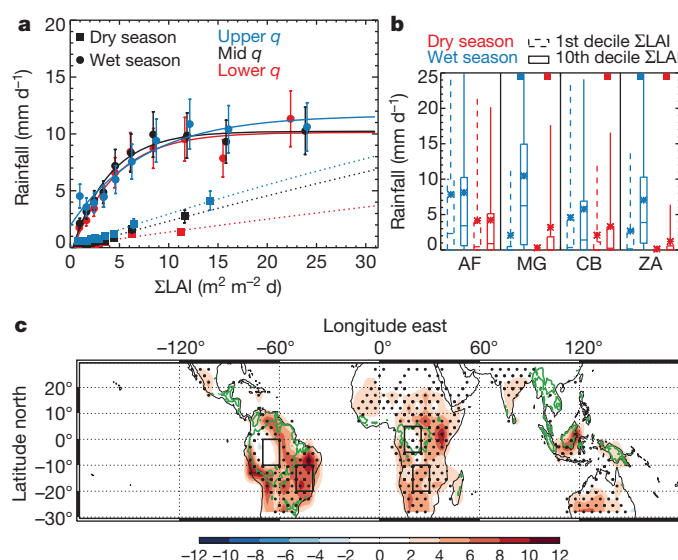 a
Dry season
Wet season
Upper q
Mid q
Lower q
Rainfall (mm d−1)
20
15
10
5
0
0 5 10 15 20 25 30
ΣLAI (m2 m−2 d)
b
Dry season
Wet season
1st decile ΣLAI
10th decile ΣLAI
Rainfall (mm d−1)
25
20
15
10
5
0
AF MG CB ZA
c
Longitude east
−120° −60° 0° 60° 120°
Latitude north
20°
10°
0°
−10°
−20°
−30°
−12 −10 −8 −6 −4 −2 0 2 4 6 8 10 12